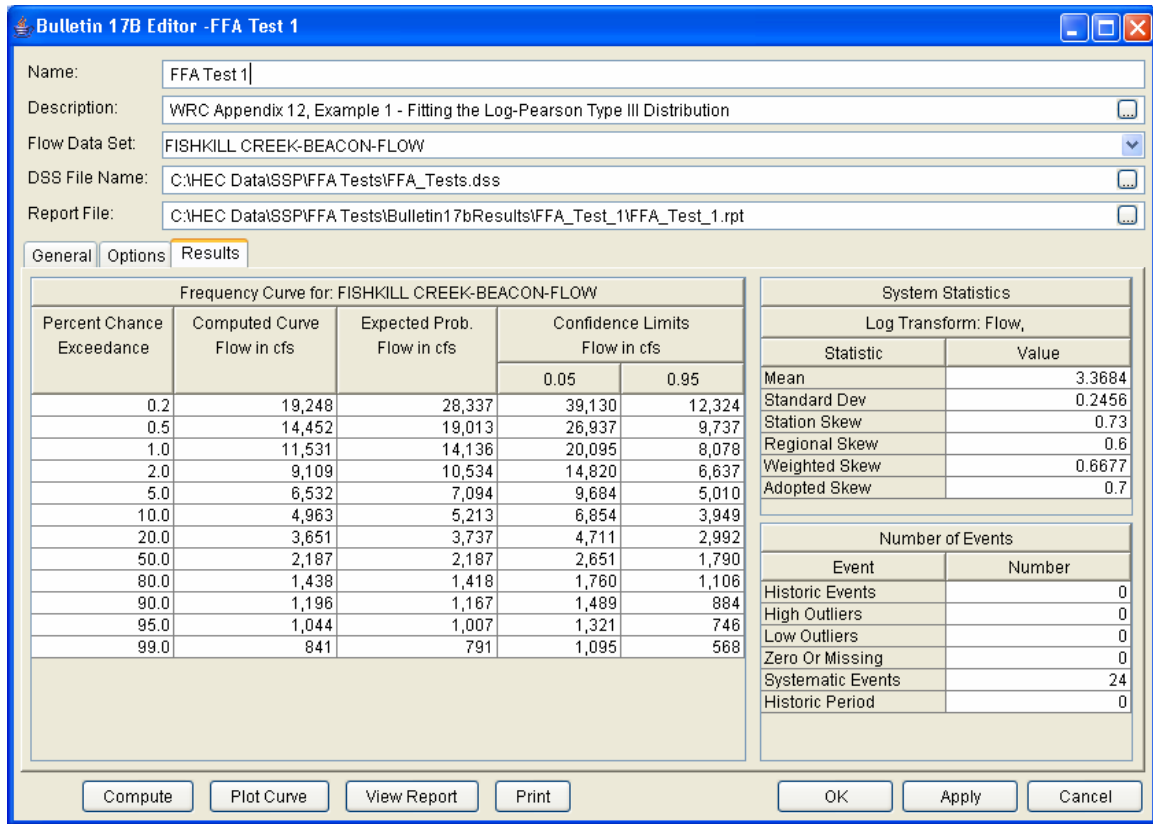 Bulletin 17B Editor -FFA Test 1
Name: FFA Test 1
Description: WRC Appendix 12, Example 1 - Fitting the Log-Pearson Type III Distribution ...
Flow Data Set: FISHKILL CREEK-BEACON-FLOW
DSS File Name: C:\HEC Data\SSP\FFA Tests\FFA_Tests.dss ...
Report File: C:\HEC Data\SSP\FFA Tests\Bulletin17bResults\FFA_Test_1\FFA_Test_1.rpt ...
General Options Results
Frequency Curve for: FISHKILL CREEK-BEACON-FLOW
Percent Chance Computed Curve Expected Prob. Confidence Limits
Exceedance Flow in cfs Flow in cfs Flow in cfs
0.05 0.95
0.2 19,248 28,337 39,130 12,324
0.5 14,452 19,013 26,937 9,737
1.0 11,531 14,136 20,095 8,078
2.0 9,109 10,534 14,820 6,637
5.0 6,532 7,094 9,684 5,010
10.0 4,963 5,213 6,854 3,949
20.0 3,651 3,737 4,711 2,992
50.0 2,187 2,187 2,651 1,790
80.0 1,438 1,418 1,760 1,106
90.0 1,196 1,167 1,489 884
95.0 1,044 1,007 1,321 746
99.0 841 791 1,095 568
System Statistics
Log Transform: Flow,
Statistic Value
Mean 3.3684
Standard Dev 0.2456
Station Skew 0.73
Regional Skew 0.6
Weighted Skew 0.6677
Adopted Skew 0.7
Number of Events
Event Number
Historic Events 0
High Outliers 0
Low Outliers 0
Zero Or Missing 0
Systematic Events 24
Historic Period 0
Compute Plot Curve View Report Print OK Apply Cancel